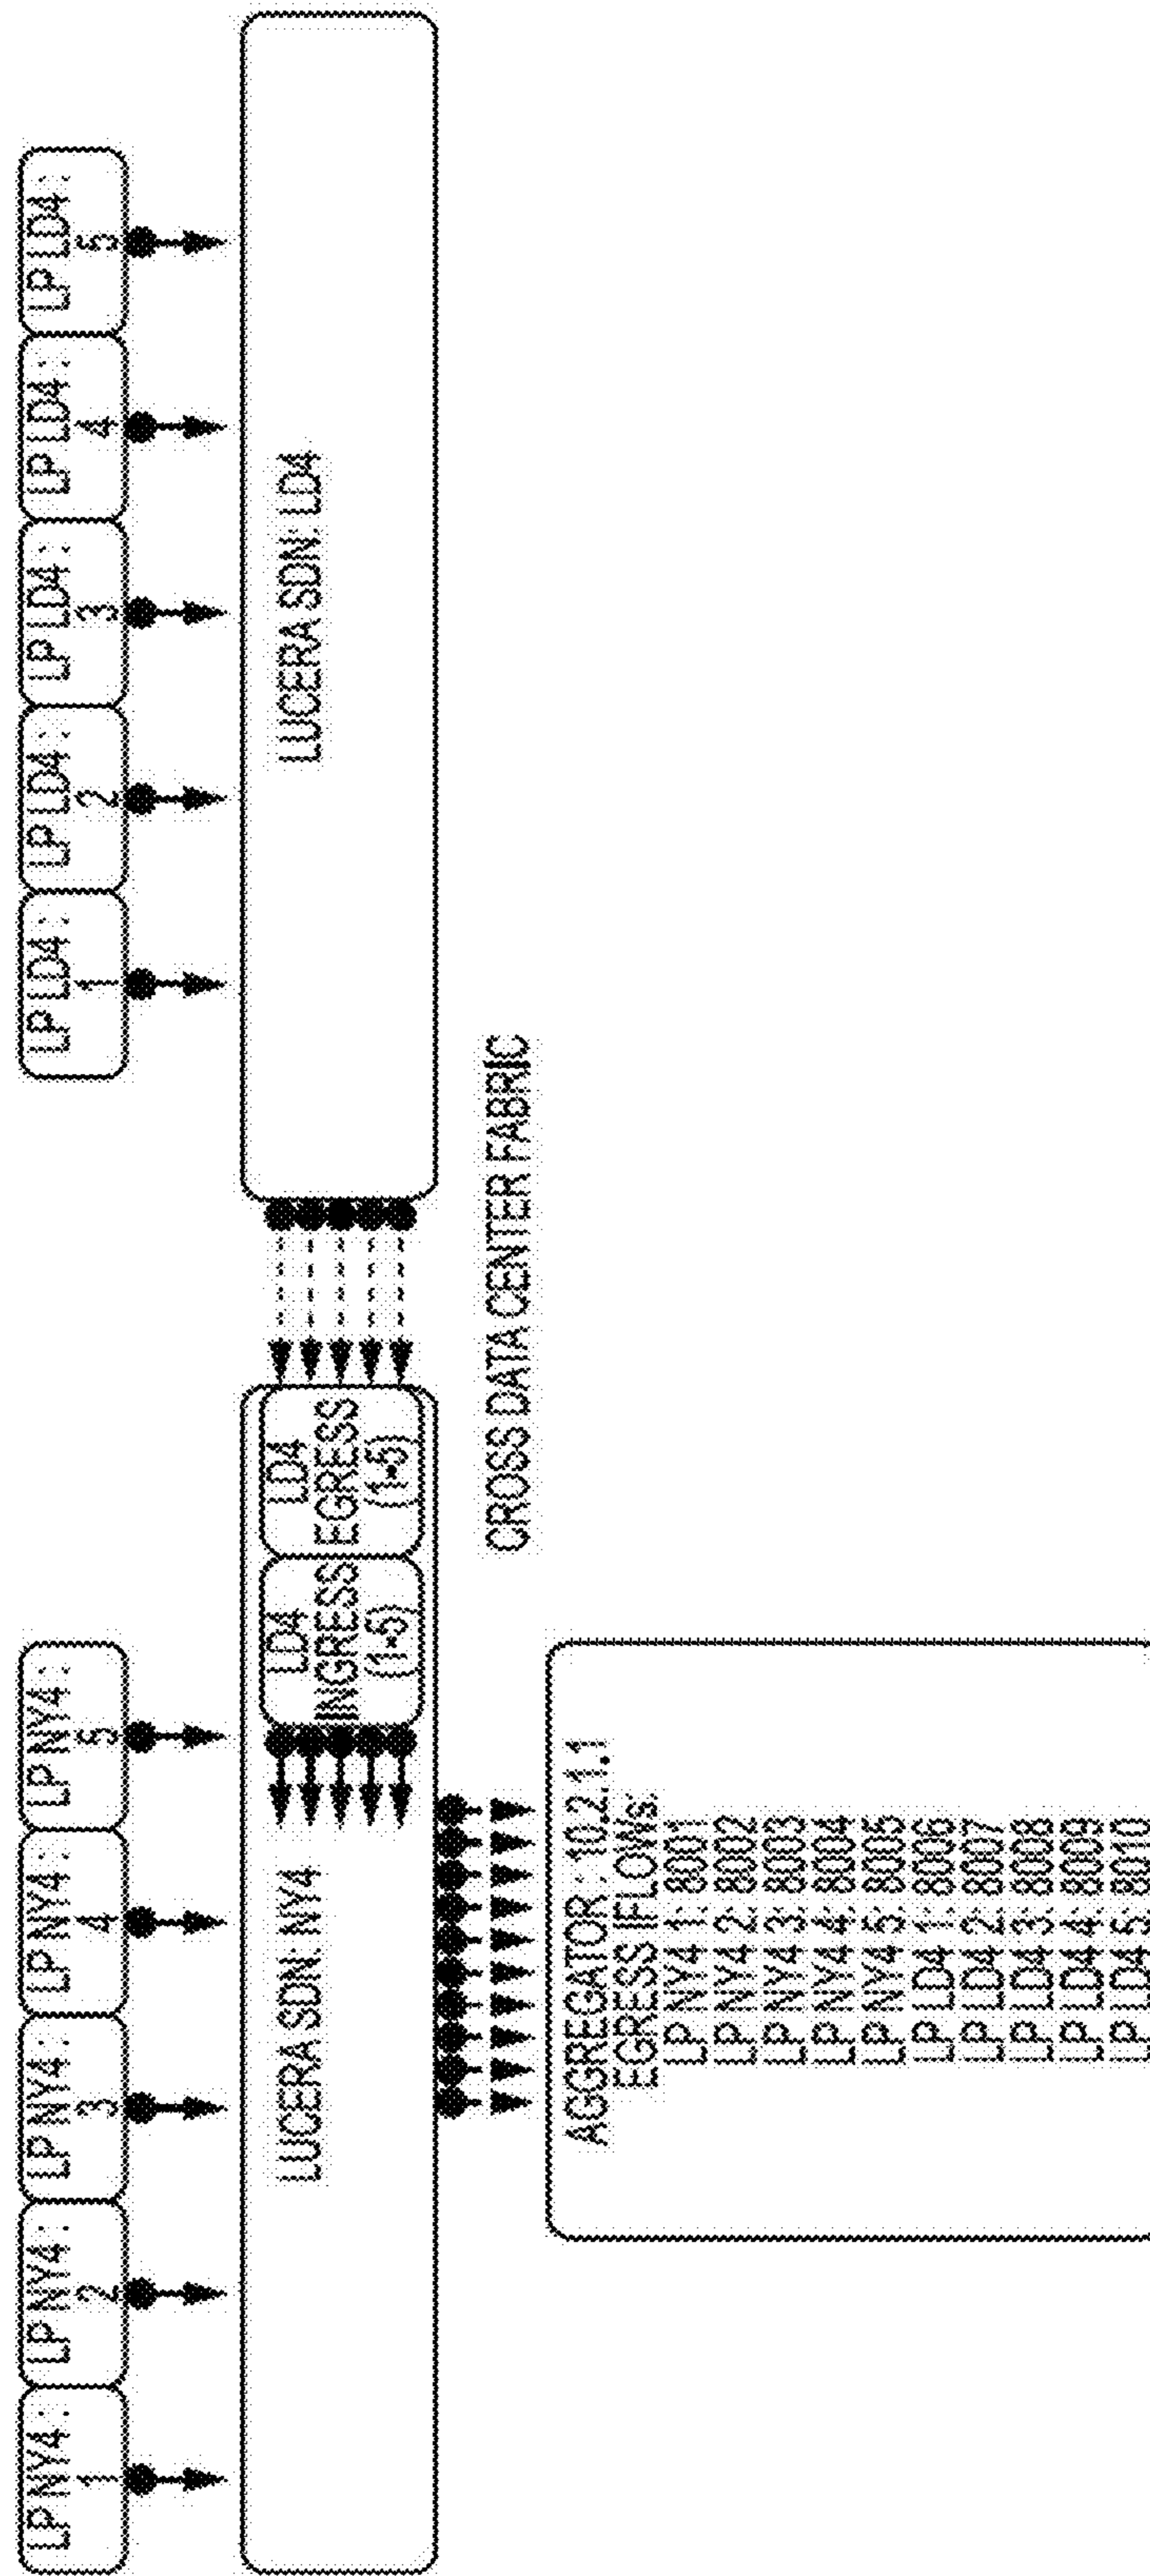 LP NY4 :
1
LP NY4 :
2
LP NY4 :
3
LP NY4 :
4
LP NY4 :
5
LP LD4 :
1
LP LD4 :
2
LP LD4 :
3
LP LD4 :
4
LP LD4 :
5
LUCERA SDN: NY4
LD4
INGRESS
(1-5)
LD4
EGRESS
(1-5)
LUCERA SDN: LD4
CROSS DATA CENTER FABRIC
AGGREGATOR : 10.2.1.1
EGRESS IFLOWs:
LP NY4 1: 8001
LP NY4 2: 8002
LP NY4 3: 8003
LP NY4 4: 8004
LP NY4 5: 8005
LP LD4 1: 8006
LP LD4 2: 8007
LP LD4 3: 8008
LP LD4 4: 8009
LP LD4 5: 8010